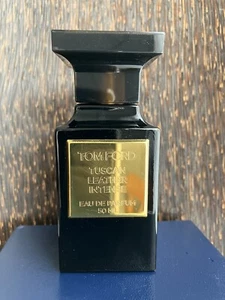 TOM FORD
TUSCAN
LEATHER
INTENSE
EAU DE PARFUM
50 ML